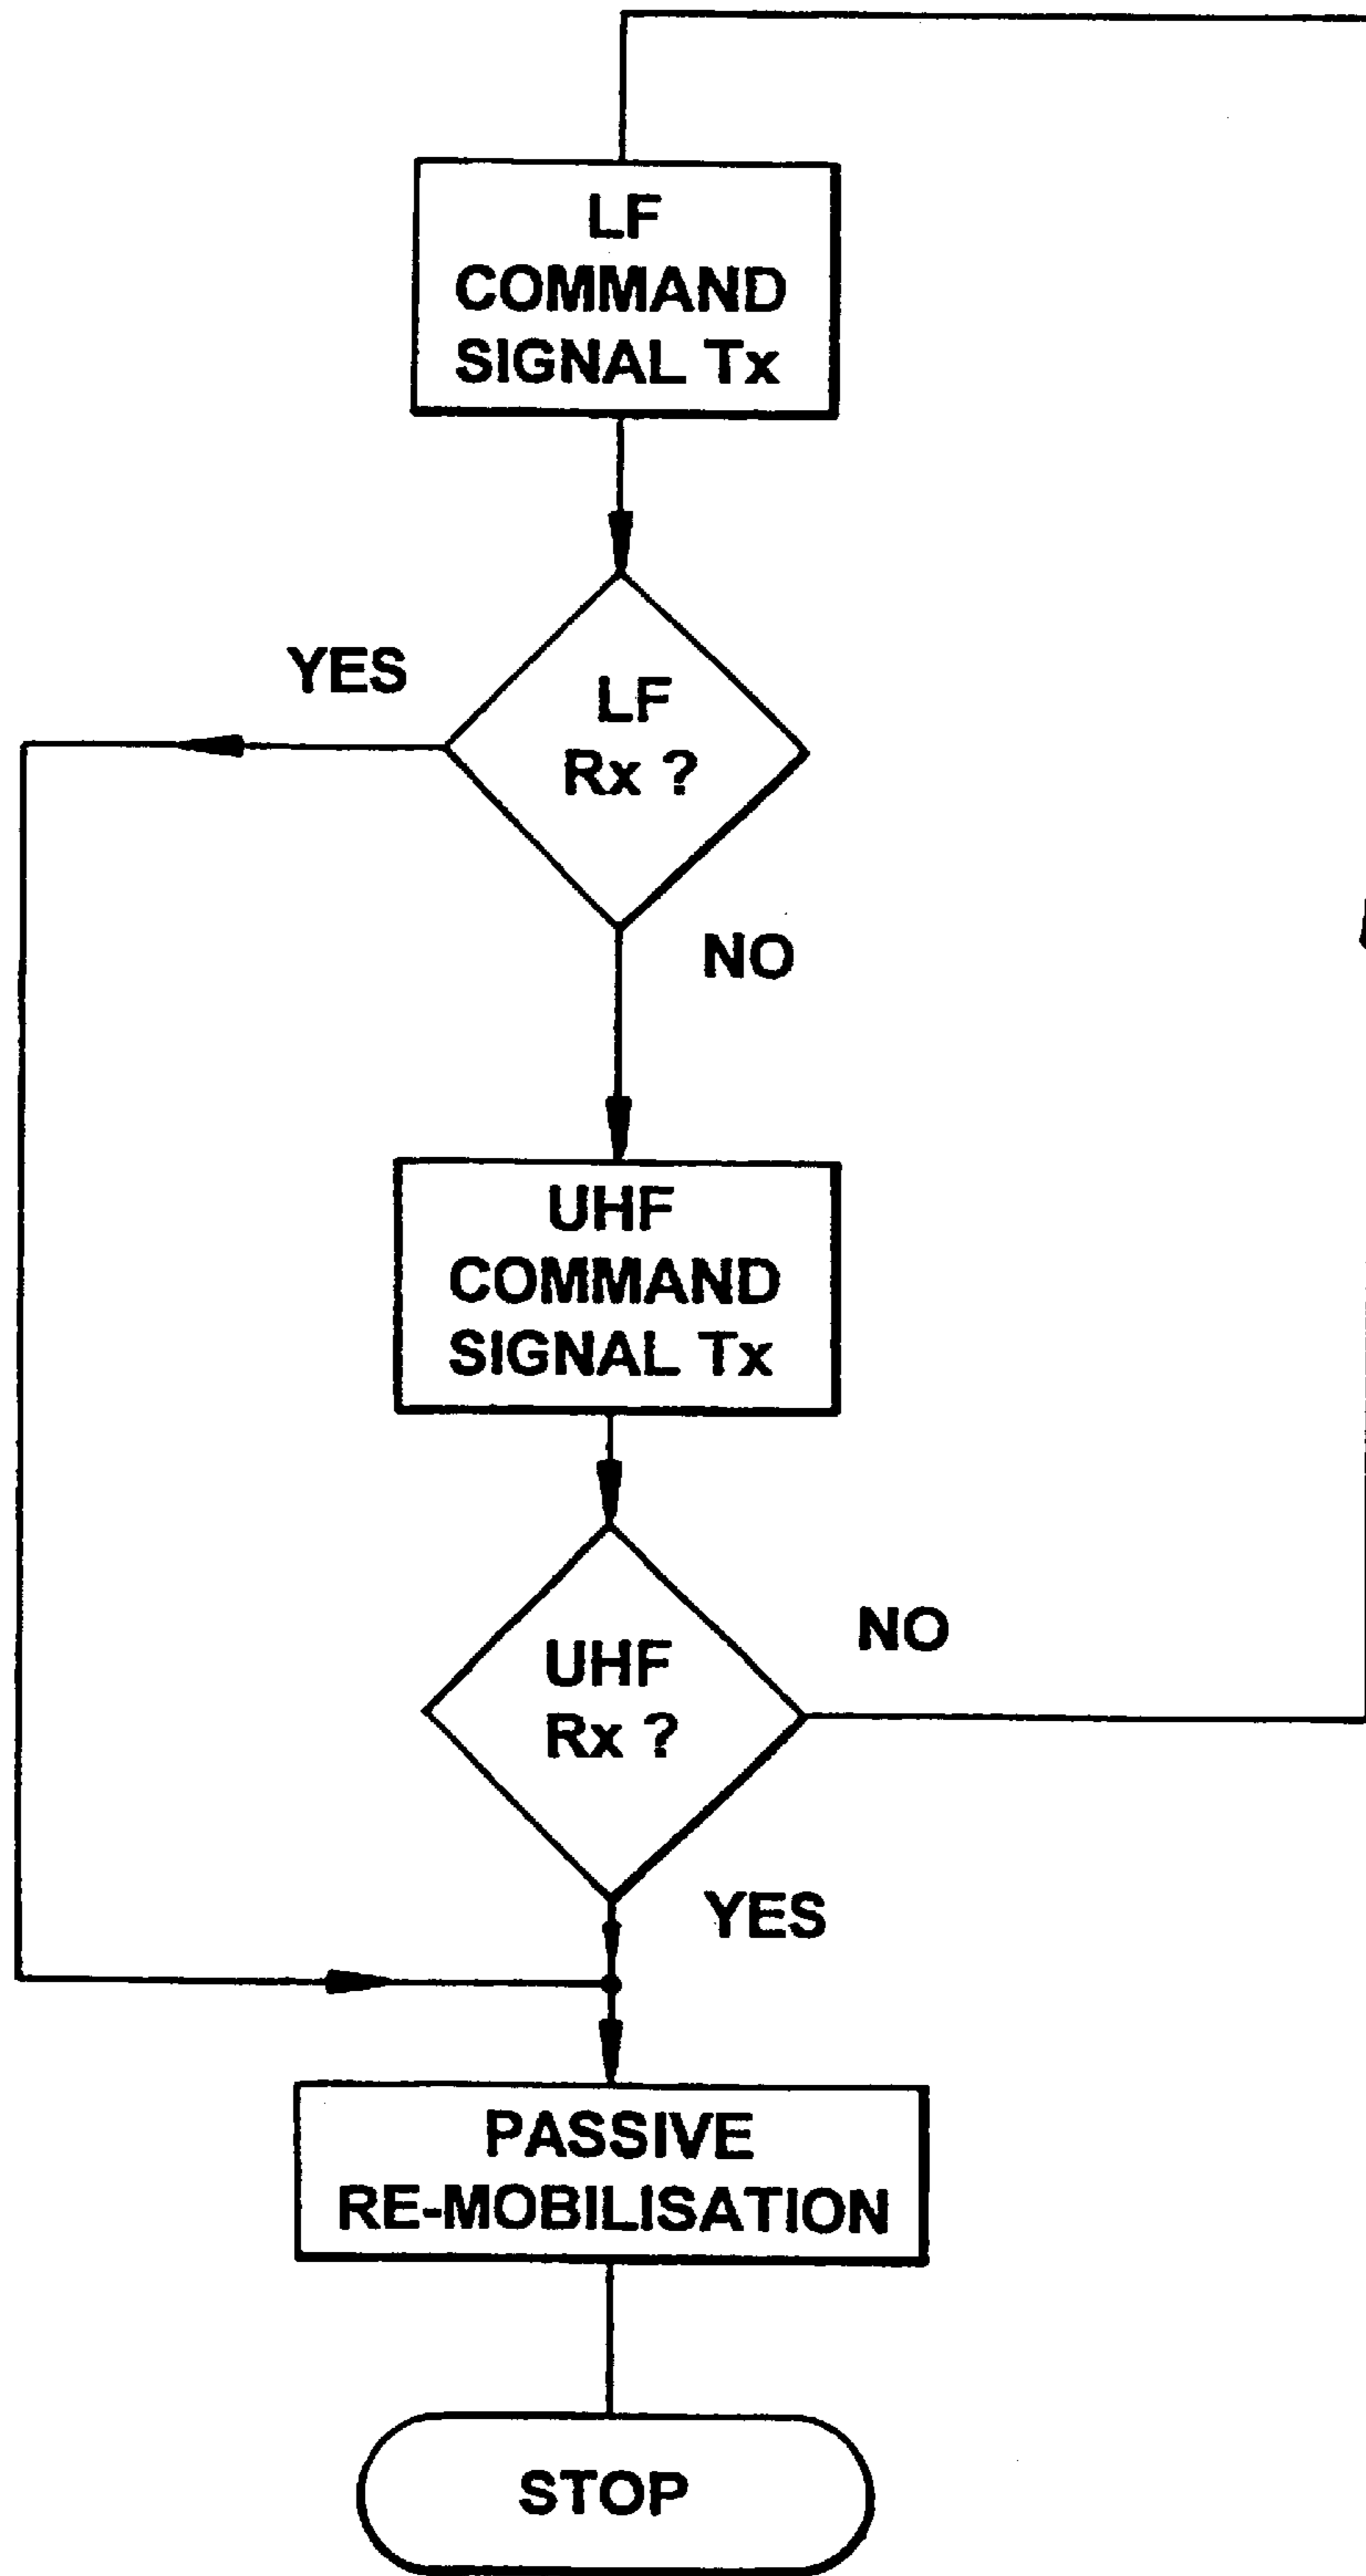 LF
COMMAND
SIGNAL Tx
YES
LF
Rx ?
NO
UHF
COMMAND
SIGNAL Tx
UHF
Rx ?
NO
YES
PASSIVE
RE-MOBILISATION
STOP